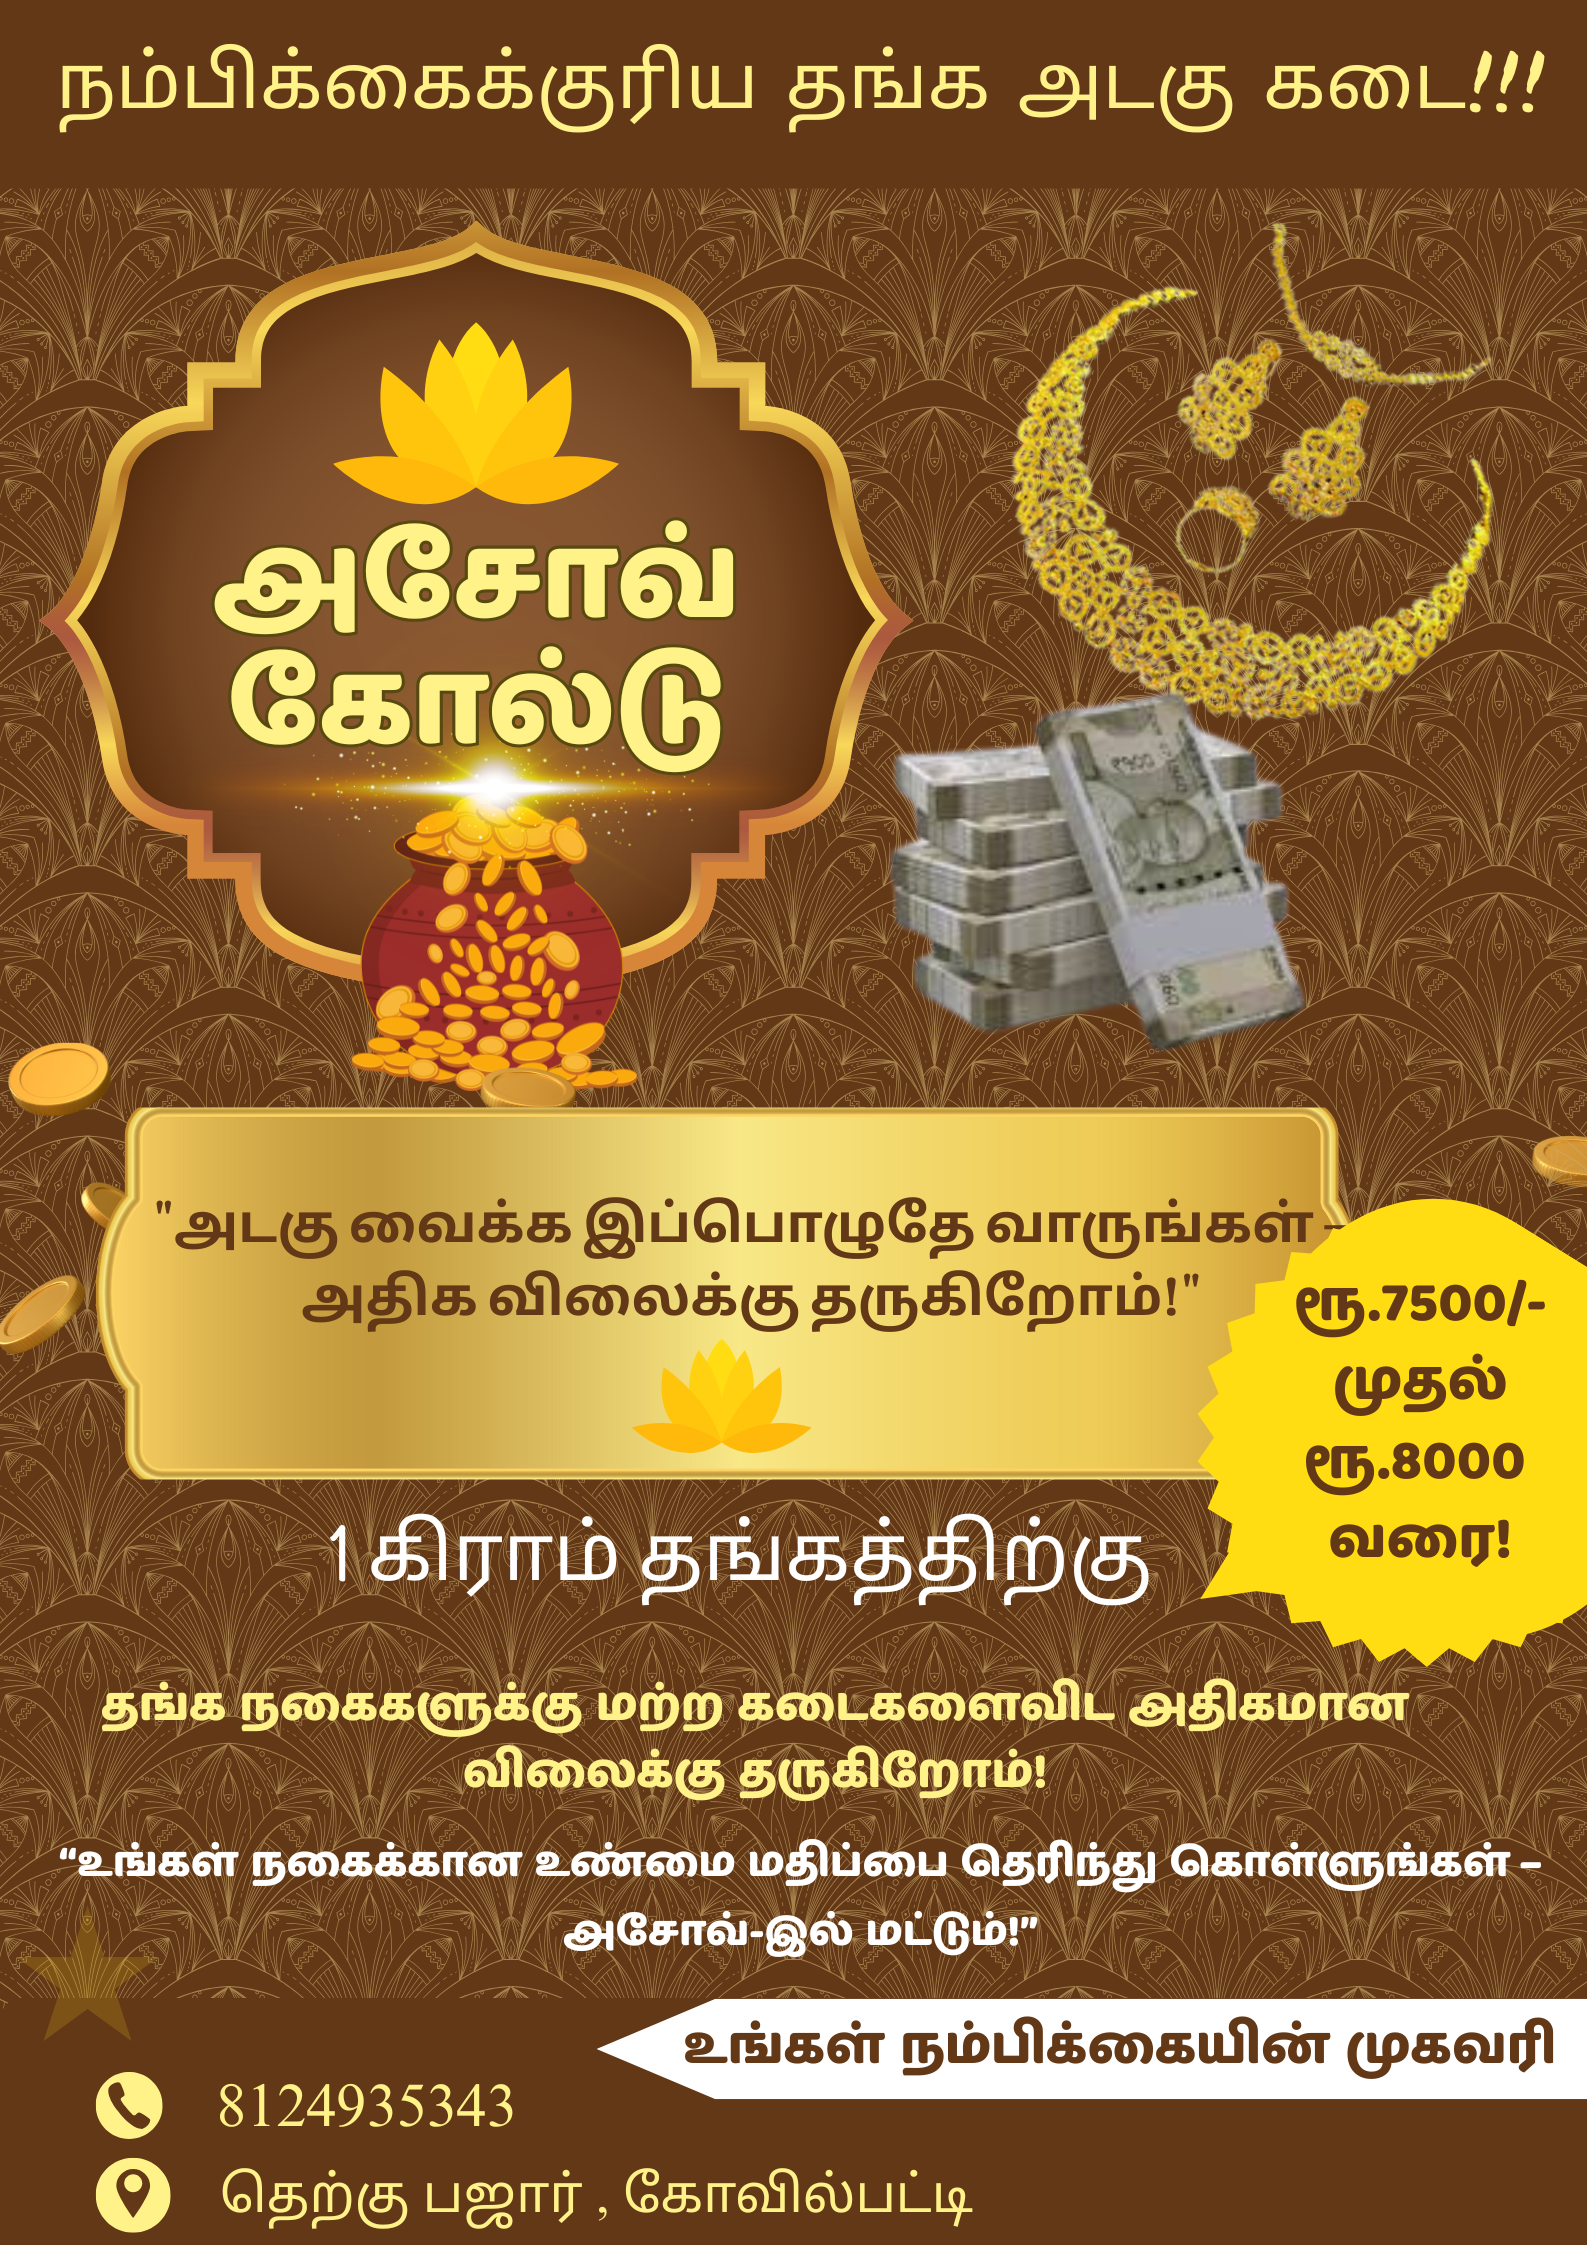 நம்பிக்கைக்குரிய தங்க அடகு கடை!!!
அசோவ்
கோல்டு
"அடகு வைக்க இப்பொழுதே வாருங்கள் –
அதிக விலைக்கு தருகிறோம்!"
ரூ.7500/-
முதல்
ரூ.8000
வரை!
1 கிராம் தங்கத்திற்கு
தங்க நகைகளுக்கு மற்ற கடைகளைவிட அதிகமான
விலைக்கு தருகிறோம்!
“உங்கள் நகைக்கான உண்மை மதிப்பை தெரிந்து கொள்ளுங்கள் –
அசோவ்-இல் மட்டும்!”
உங்கள் நம்பிக்கையின் முகவரி
8124935343
தெற்கு பஜார் , கோவில்பட்டி